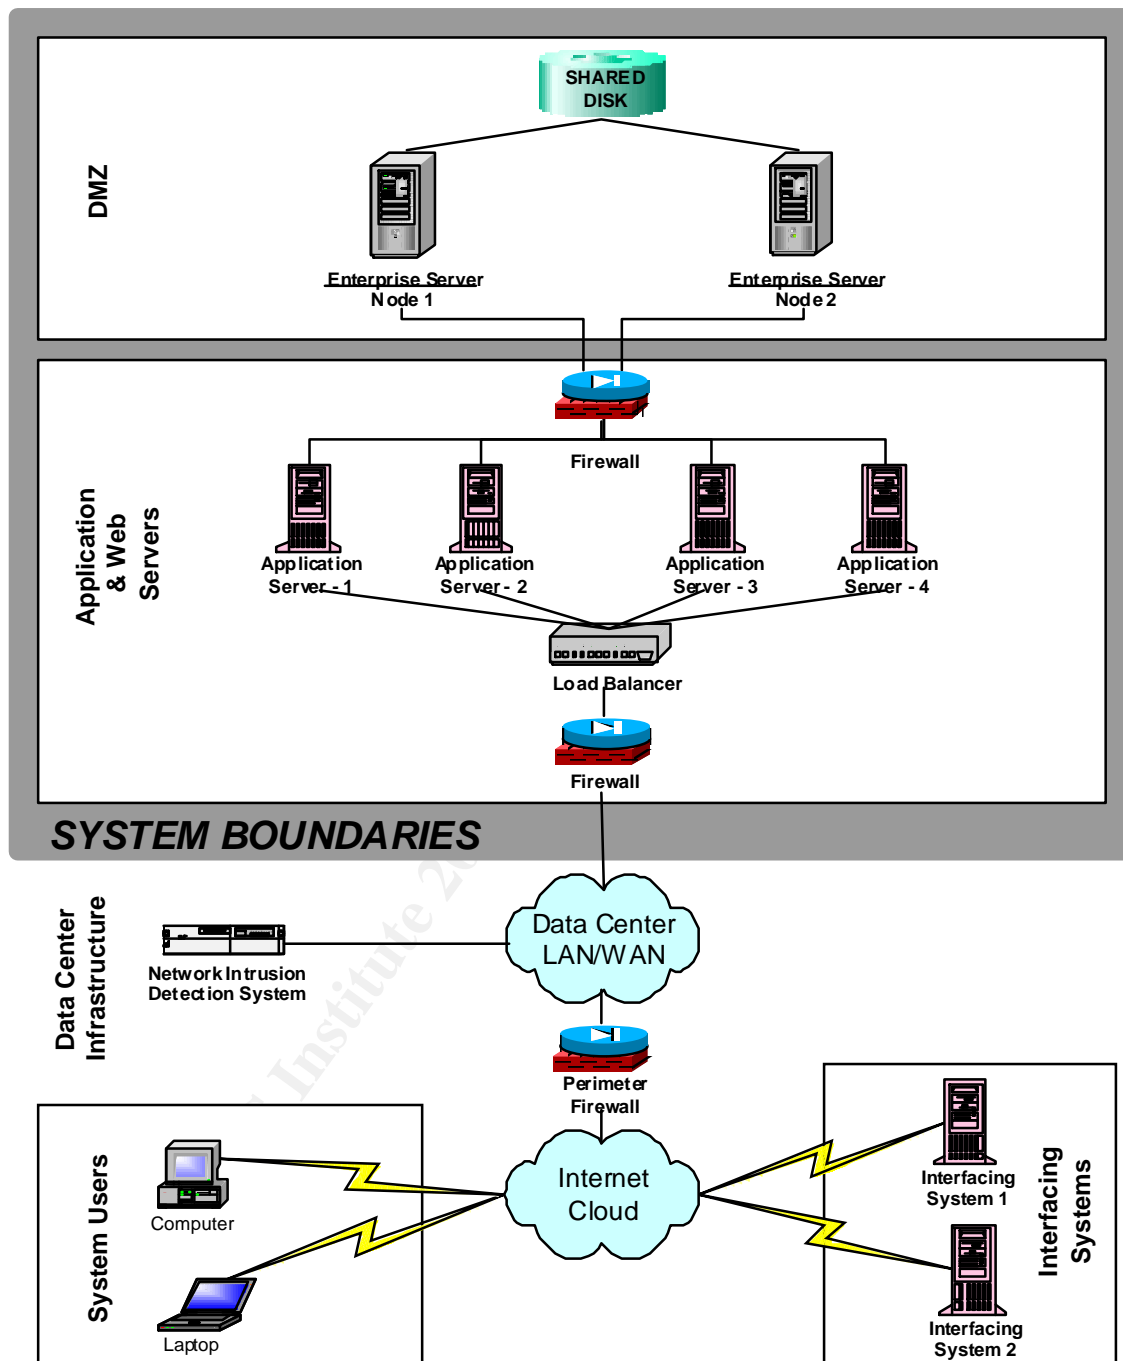 SHARED
DISK
DMZ
Enterprise Server
Node 1
Enterprise Server
Node 2
Firewall
Application
& Web
Servers
Application
Server - 1
Application
Server - 2
Application
Server - 3
Application
Server - 4
Load Balancer
Firewall
SYSTEM BOUNDARIES
Data Center
Infrastructure
Network Intrusion
Detection System
Data Center
LAN/WAN
Institute 20
Perimeter
Firewall
System Users
Computer
Laptop
Internet
Cloud
Interfacing
System 1
Interfacing
System 2
Interfacing
Systems